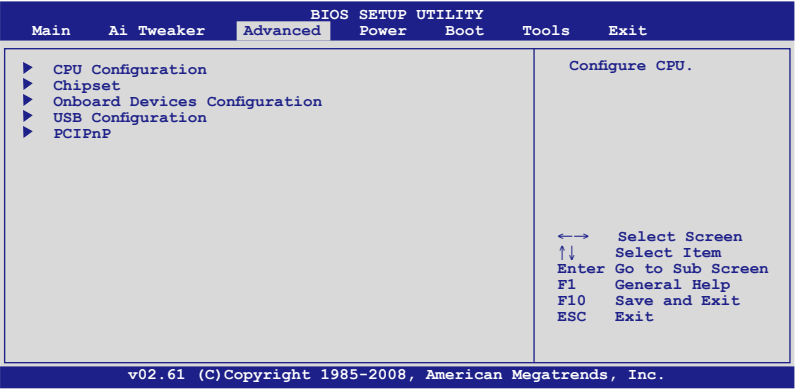 BIOS SETUP UTILITY
Main Ai Tweaker Advanced Power Boot Tools Exit
CPU Configuration
Chipset
Onboard Devices Configuration
USB Configuration
PCIPnP
Configure CPU.
←→ Select Screen
↑↓ Select Item
Enter Go to Sub Screen
F1 General Help
F10 Save and Exit
ESC Exit
v02.61 (C)Copyright 1985-2008, American Megatrends, Inc.